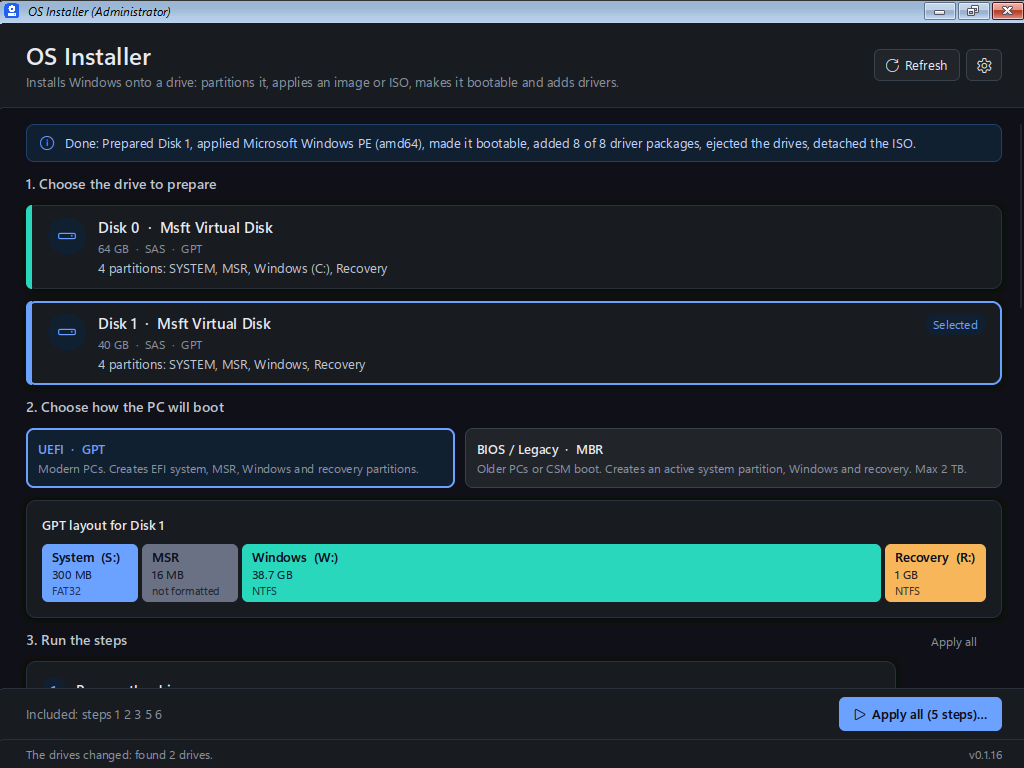 OS Installer (Administrator)
OS Installer
Installs Windows onto a drive: partitions it, applies an image or ISO, makes it bootable and adds drivers.
Refresh
Done: Prepared Disk 1, applied Microsoft Windows PE (amd64), made it bootable, added 8 of 8 driver packages, ejected the drives, detached the ISO.
1. Choose the drive to prepare
Disk 0 · Msft Virtual Disk
64 GB · SAS · GPT
4 partitions: SYSTEM, MSR, Windows (C:), Recovery
Disk 1 · Msft Virtual Disk
Selected
40 GB · SAS · GPT
4 partitions: SYSTEM, MSR, Windows, Recovery
2. Choose how the PC will boot
UEFI · GPT
Modern PCs. Creates EFI system, MSR, Windows and recovery partitions.
BIOS / Legacy · MBR
Older PCs or CSM boot. Creates an active system partition, Windows and recovery. Max 2 TB.
GPT layout for Disk 1
System (S:)
300 MB
FAT32
MSR
16 MB
not formatted
Windows (W:)
38.7 GB
NTFS
Recovery (R:)
1 GB
NTFS
3. Run the steps
Apply all
Included: steps 1 2 3 5 6
Apply all (5 steps)...
The drives changed: found 2 drives.
v0.1.16